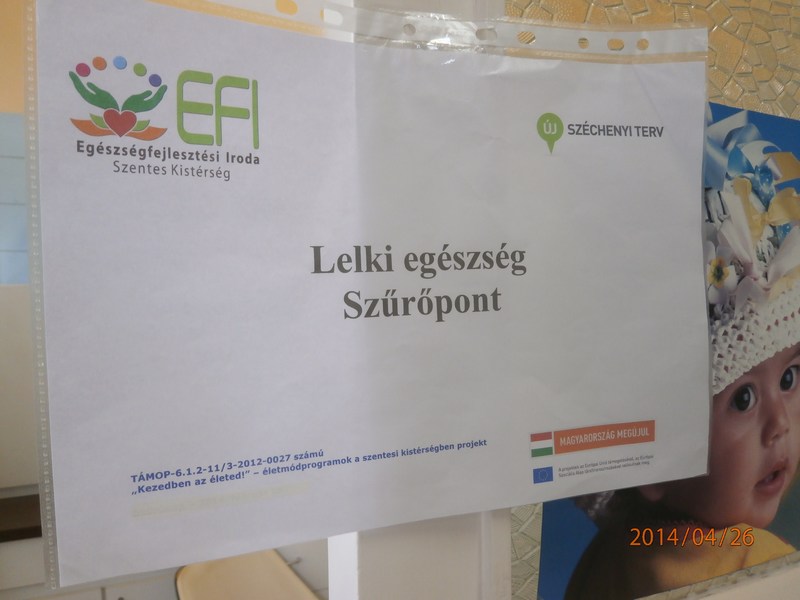 EFI
Egészségfejlesztési Iroda
Szentes Kistérség
ÚJ SZÉCHENYI TERV
Lelki egészség
Szűrőpont
TÁMOP-6.1.2-11/3-2012-0027 számú
„Kezedben az életed!” – életmódprogramok a szentesi kistérségben projekt
MAGYARORSZÁG MEGÚJUL
2014/04/26